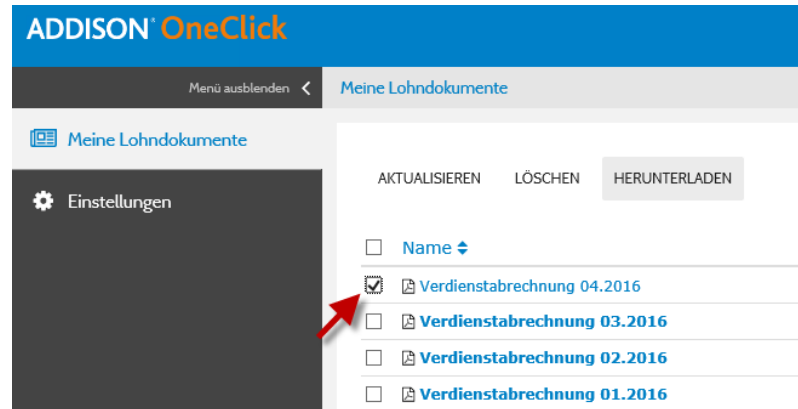 ADDISON® OneClick
Menü ausblenden
Meine Lohndokumente
Meine Lohndokumente
Einstellungen
AKTUALISIEREN LÖSCHEN HERUNTERLADEN
Name
Verdienstabrechnung 04.2016
Verdienstabrechnung 03.2016
Verdienstabrechnung 02.2016
Verdienstabrechnung 01.2016